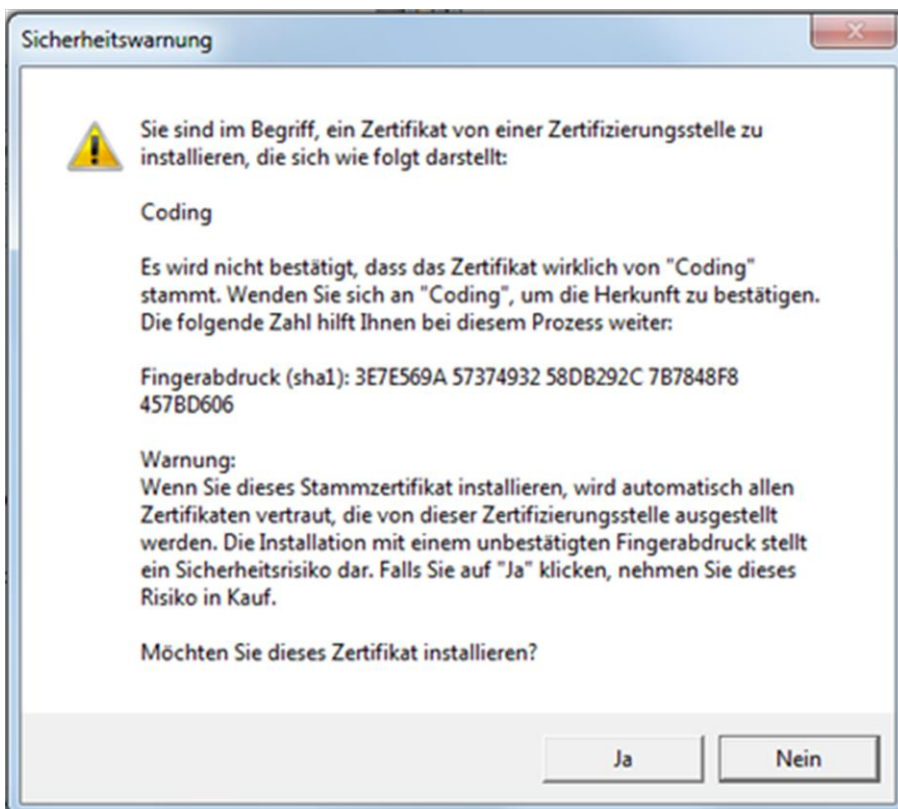 Sicherheitswarnung
Sie sind im Begriff, ein Zertifikat von einer Zertifizierungsstelle zu
installieren, die sich wie folgt darstellt:
Coding
Es wird nicht bestätigt, dass das Zertifikat wirklich von "Coding"
stammt. Wenden Sie sich an "Coding", um die Herkunft zu bestätigen.
Die folgende Zahl hilft Ihnen bei diesem Prozess weiter:
Fingerabdruck (sha1): 3E7E569A 57374932 58DB292C 7B7848F8
457BD606
Warnung:
Wenn Sie dieses Stammzertifikat installieren, wird automatisch allen
Zertifikaten vertraut, die von dieser Zertifizierungsstelle ausgestellt
werden. Die Installation mit einem unbestätigten Fingerabdruck stellt
ein Sicherheitsrisiko dar. Falls Sie auf "Ja" klicken, nehmen Sie dieses
Risiko in Kauf.
Möchten Sie dieses Zertifikat installieren?
Ja
Nein